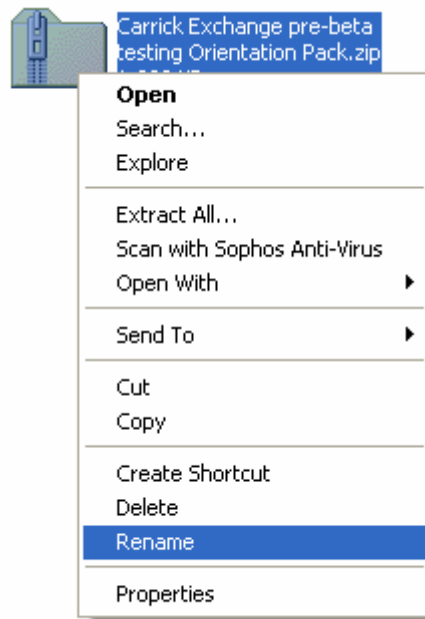 Carrick Exchange pre-beta
testing Orientation Pack.zip
Open
Search...
Explore
Extract All...
Scan with Sophos Anti-Virus
Open With
Send To
Cut
Copy
Create Shortcut
Delete
Rename
Properties